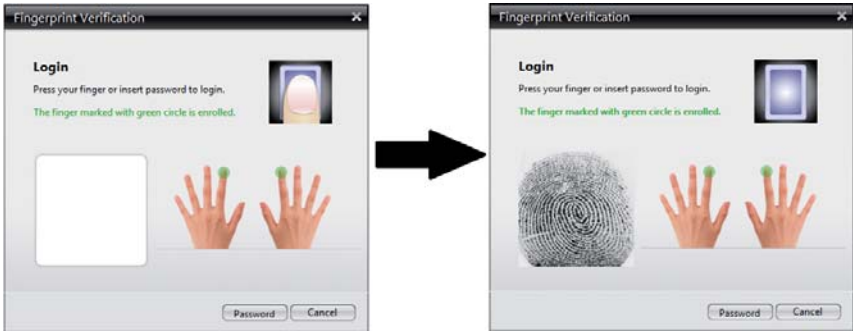 Fingerprint Verification
Login
Press your finger or insert password to login.
The finger marked with green circle is enrolled.
Password Cancel
Fingerprint Verification
Login
Press your finger or insert password to login.
The finger marked with green circle is enrolled.
Password Cancel